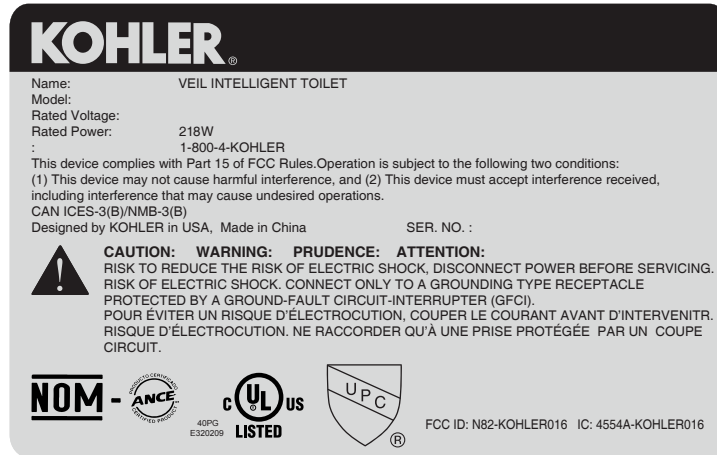 KOHLER®
Name: VEIL INTELLIGENT TOILET
Model:
Rated Voltage:
Rated Power: 218W
: 1-800-4-KOHLER
This device complies with Part 15 of FCC Rules.Operation is subject to the following two conditions:
(1) This device may not cause harmful interference, and (2) This device must accept interference received,
including interference that may cause undesired operations.
CAN ICES-3(B)/NMB-3(B)
Designed by KOHLER in USA, Made in China SER. NO. :
CAUTION: WARNING: PRUDENCE: ATTENTION:
RISK TO REDUCE THE RISK OF ELECTRIC SHOCK, DISCONNECT POWER BEFORE SERVICING.
RISK OF ELECTRIC SHOCK. CONNECT ONLY TO A GROUNDING TYPE RECEPTACLE
PROTECTED BY A GROUND-FAULT CIRCUIT-INTERRUPTER (GFCI).
POUR ÉVITER UN RISQUE D'ÉLECTROCUTION, COUPER LE COURANT AVANT D'INTERVENITR.
RISQUE D'ÉLECTROCUTION. NE RACCORDER QU'À UNE PRISE PROTÉGÉE PAR UN COUPE
CIRCUIT.
NOM - PRODUCTO CERTIFICADO ANCE CERTIFIED PRODUCT
40PG
E320209
C UL® US
LISTED
UPC®
FCC ID: N82-KOHLER016 IC: 4554A-KOHLER016